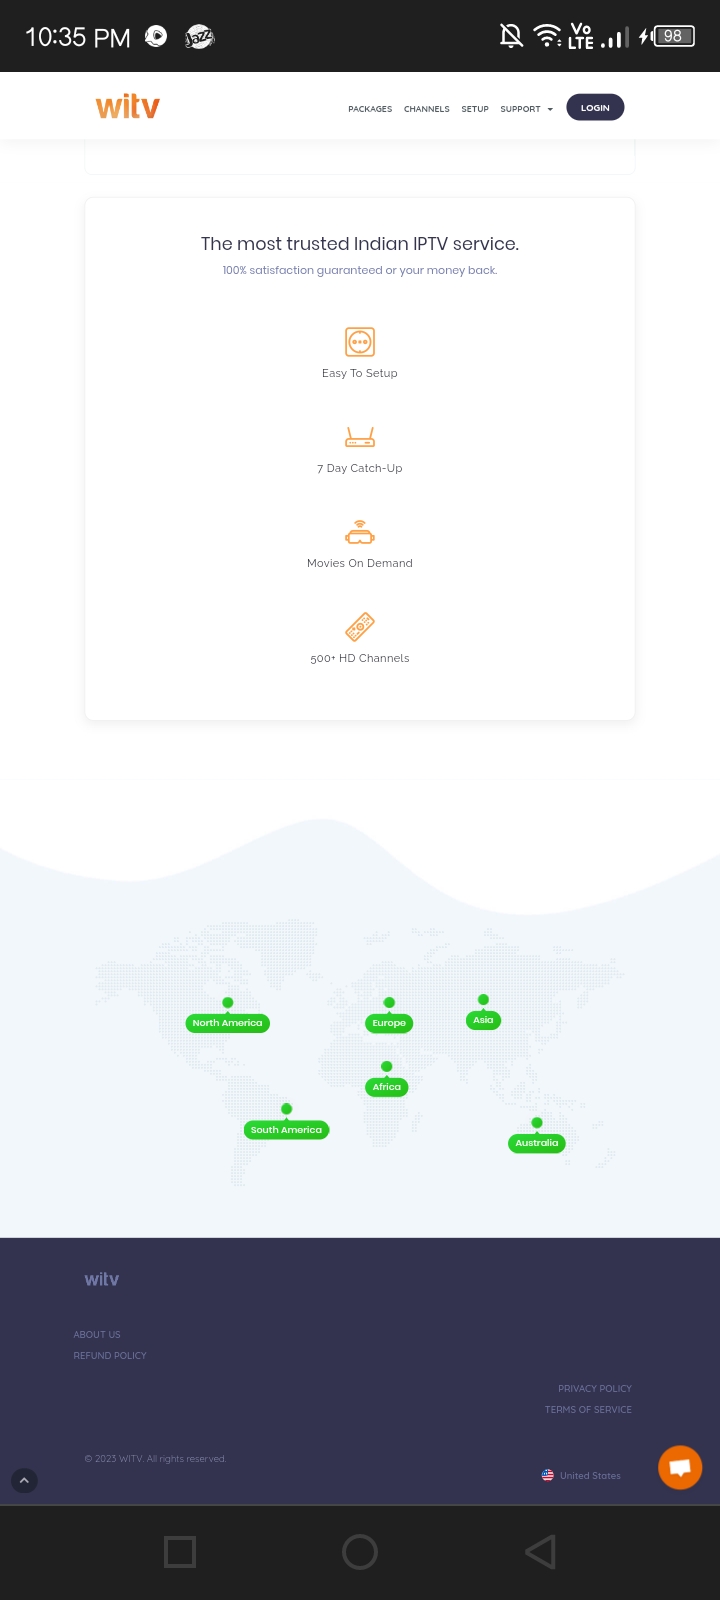 10:35 PM
Jazz
Vo
LTE
98
witv
PACKAGES CHANNELS SETUP SUPPORT LOGIN
The most trusted Indian IPTV service.
100% satisfaction guaranteed or your money back.
Easy To Setup
7 Day Catch-Up
Movies On Demand
500+ HD Channels
North America
Europe
Asia
Africa
South America
Australia
witv
ABOUT US
REFUND POLICY
PRIVACY POLICY
TERMS OF SERVICE
© 2023 WITV. All rights reserved.
United States